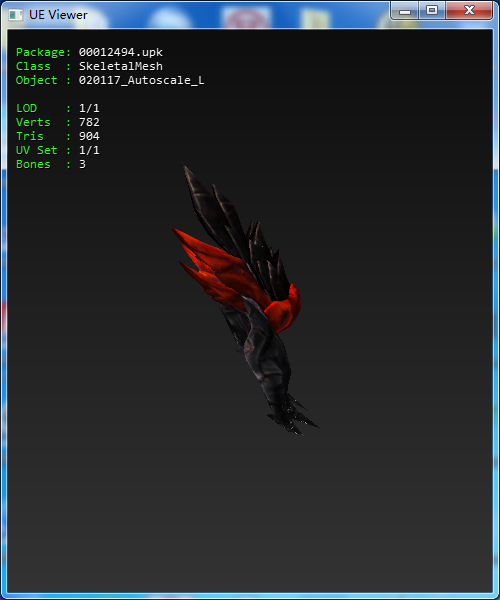 UE Viewer
Package: 00012494.upk
Class : SkeletalMesh
Object : 020117_Autoscale_L
LOD : 1/1
Verts : 782
Tris : 904
UV Set : 1/1
Bones : 3